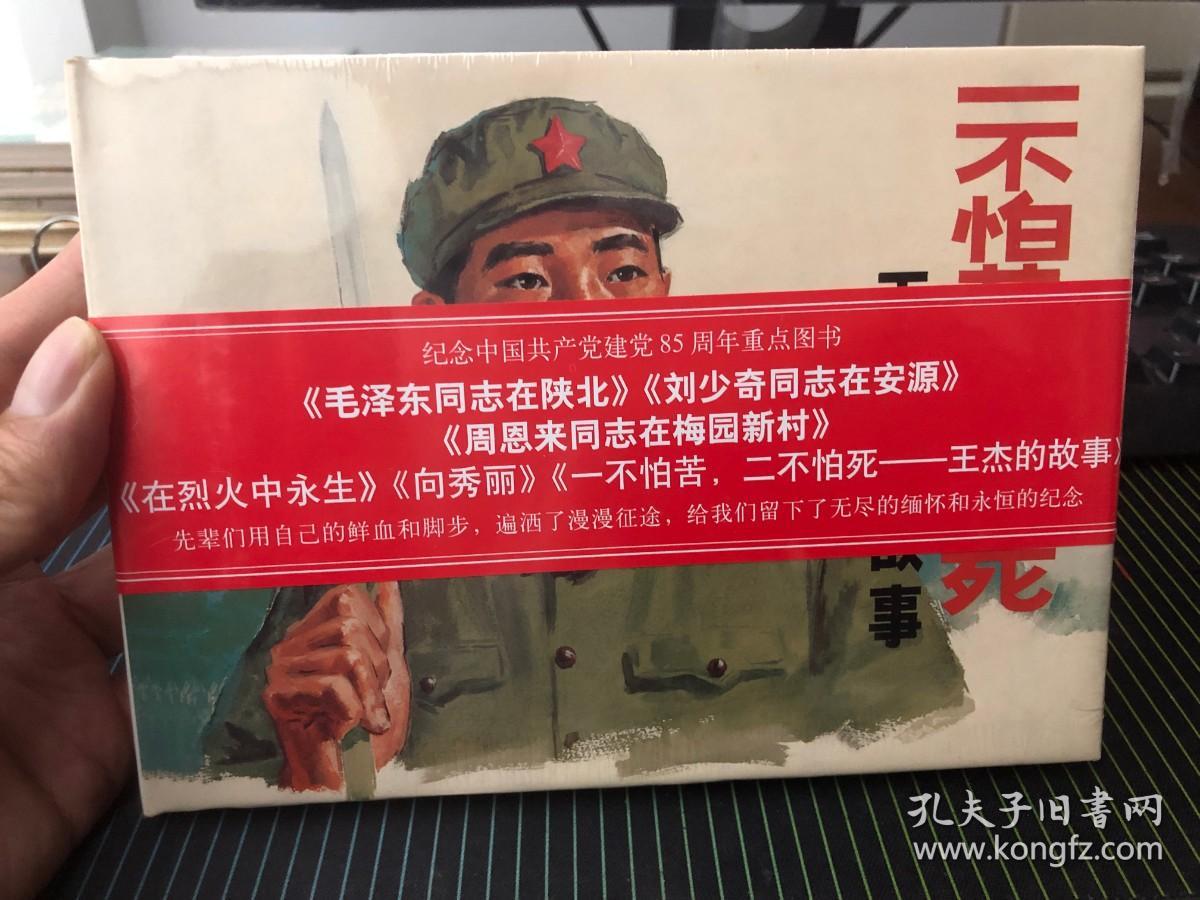 一不怕苦
死
王
故事
纪念中国共产党建党85周年重点图书
《毛泽东同志在陕北》《刘少奇同志在安源》
《周恩来同志在梅园新村》
《在烈火中永生》《向秀丽》《一不怕苦，二不怕死——王杰的故事》
先辈们用自己的鲜血和脚步，遍洒了漫漫征途，给我们留下了无尽的缅怀和永恒的纪念
孔夫子旧書网
www.kongfz.com